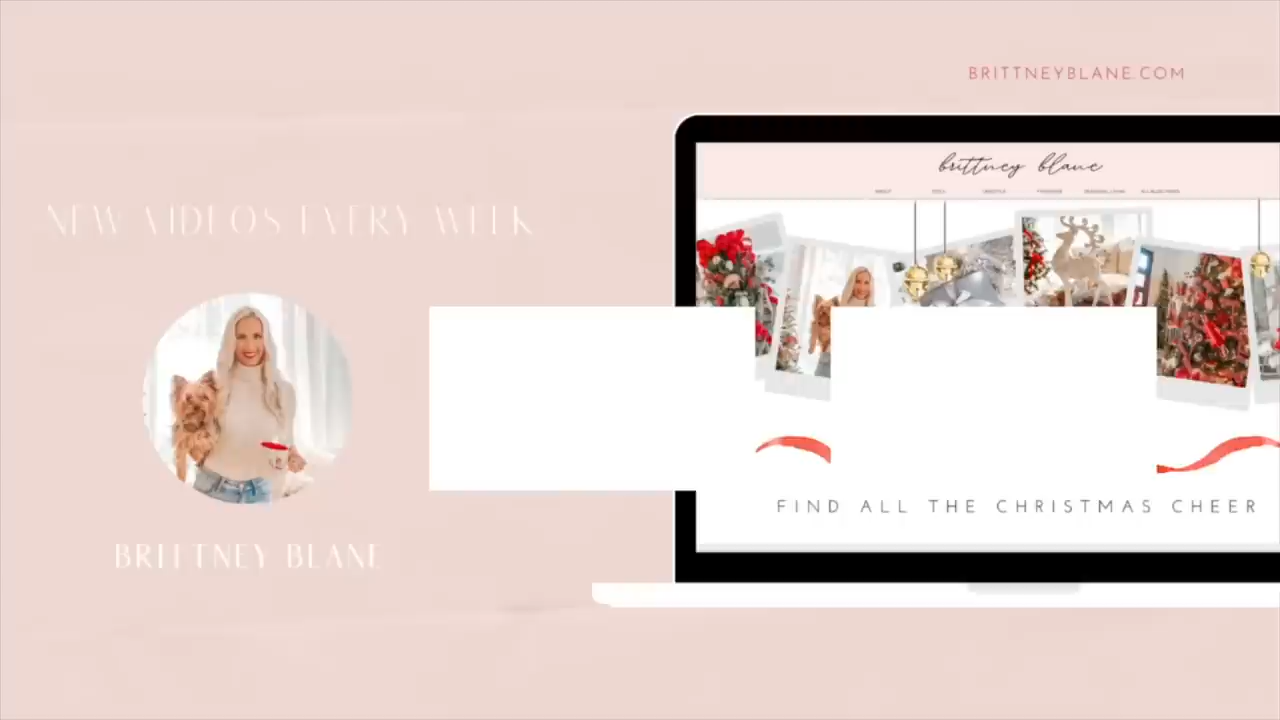 BRITTNEYBLANE.COM
brittney blane
NEW VIDEOS EVERY WEEK
FIND ALL THE CHRISTMAS CHEER
BRITTNEY BLANE